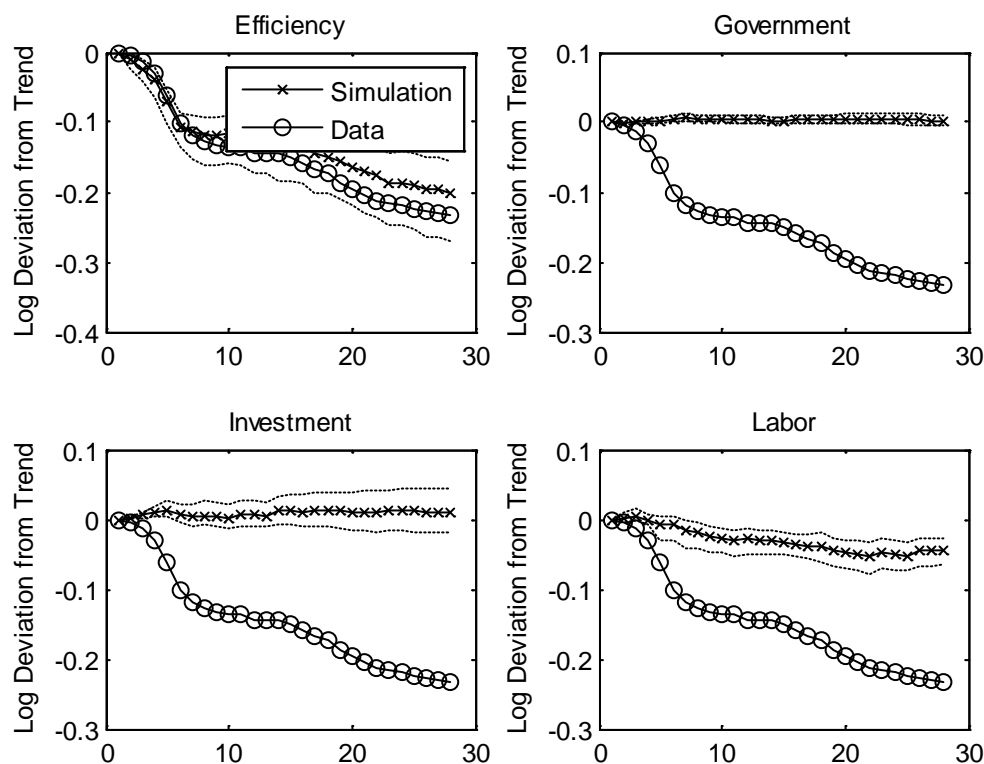 Efficiency
Log Deviation from Trend
0
-0.1
-0.2
-0.3
-0.4
0 10 20 30
Simulation
Data
Government
Log Deviation from Trend
0.1
0
-0.1
-0.2
-0.3
0 10 20 30
Investment
Log Deviation from Trend
0.1
0
-0.1
-0.2
-0.3
0 10 20 30
Labor
Log Deviation from Trend
0.1
0
-0.1
-0.2
-0.3
0 10 20 30